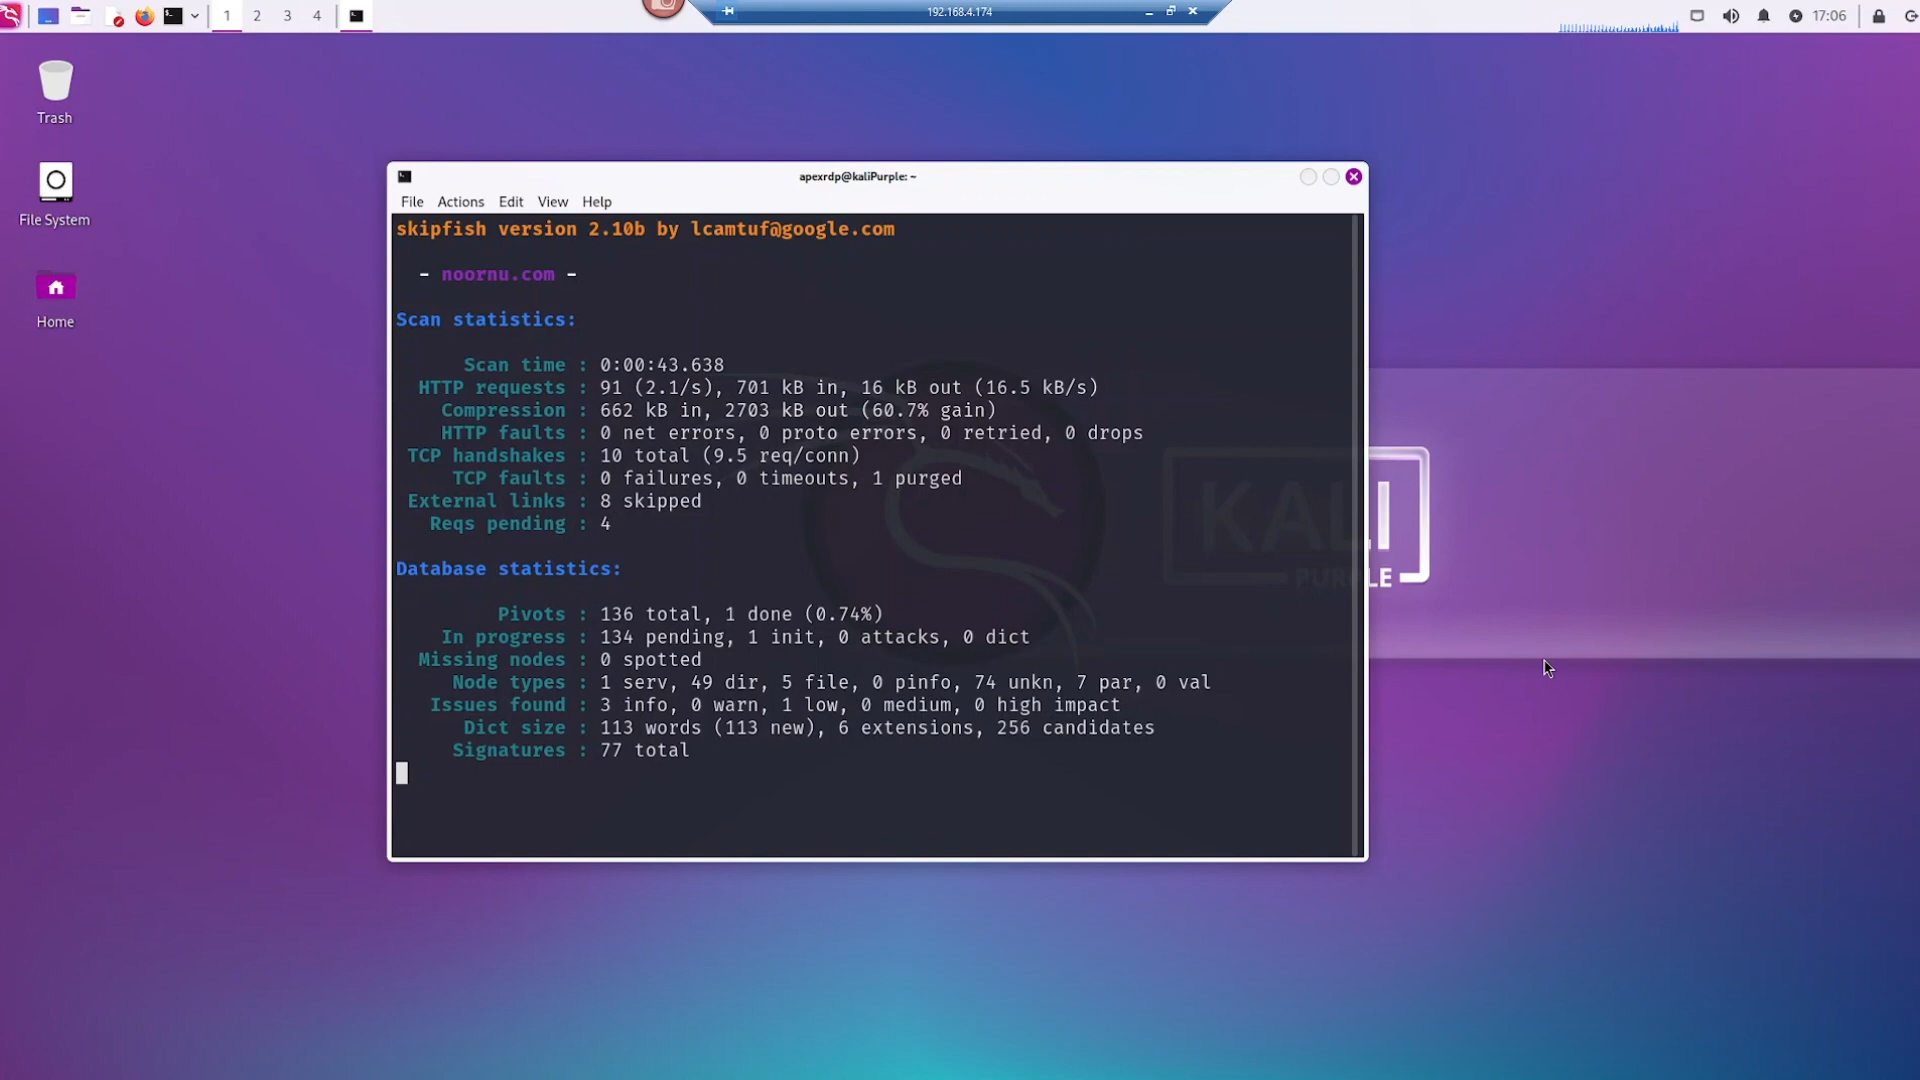 1 2 3 4
192.168.4.174
17:06
Trash
File System
Home
apexrdp@kaliPurple: ~
File Actions Edit View Help
skipfish version 2.10b by lcamtuf@google.com
- noornu.com -
Scan statistics:
Scan time : 0:00:43.638
HTTP requests : 91 (2.1/s), 701 kB in, 16 kB out (16.5 kB/s)
Compression : 662 kB in, 2703 kB out (60.7% gain)
HTTP faults : 0 net errors, 0 proto errors, 0 retried, 0 drops
TCP handshakes : 10 total (9.5 req/conn)
TCP faults : 0 failures, 0 timeouts, 1 purged
External links : 8 skipped
Reqs pending : 4
Database statistics:
Pivots : 136 total, 1 done (0.74%)
In progress : 134 pending, 1 init, 0 attacks, 0 dict
Missing nodes : 0 spotted
Node types : 1 serv, 49 dir, 5 file, 0 pinfo, 74 unkn, 7 par, 0 val
Issues found : 3 info, 0 warn, 1 low, 0 medium, 0 high impact
Dict size : 113 words (113 new), 6 extensions, 256 candidates
Signatures : 77 total
KALI
PURPLE